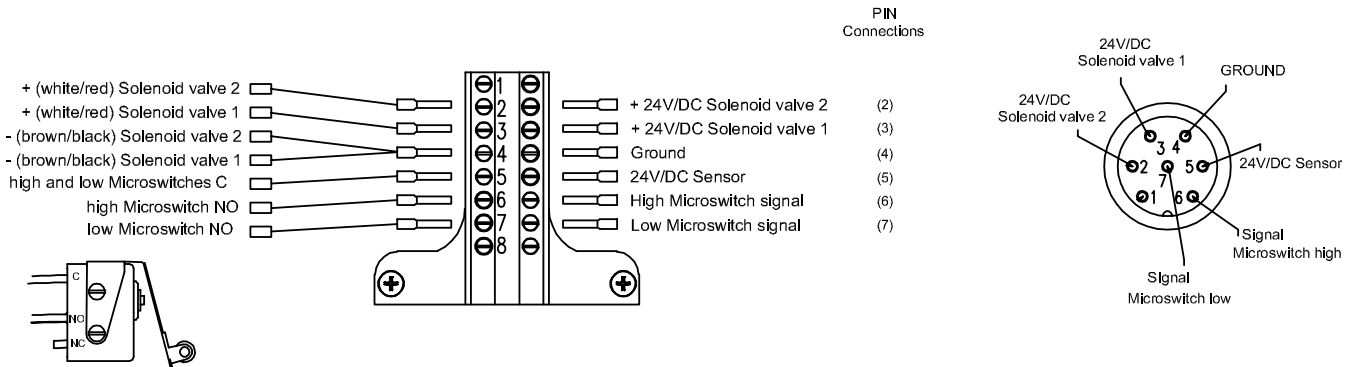 PIN
Connections
+ (white/red) Solenoid valve 2
+ (white/red) Solenoid valve 1
- (brown/black) Solenoid valve 2
- (brown/black) Solenoid valve 1
high and low Microswitches C
high Microswitch NO
low Microswitch NO
1
2
3
4
5
6
7
8
+ 24V/DC Solenoid valve 2 (2)
+ 24V/DC Solenoid valve 1 (3)
Ground (4)
24V/DC Sensor (5)
High Microswitch signal (6)
Low Microswitch signal (7)
C
NO
NC
24V/DC
Solenoid valve 1
GROUND
24V/DC
Solenoid valve 2
3 4
2 5
7
1 6
24V/DC Sensor
Signal
Microswitch high
SIgnal
Microswitch low